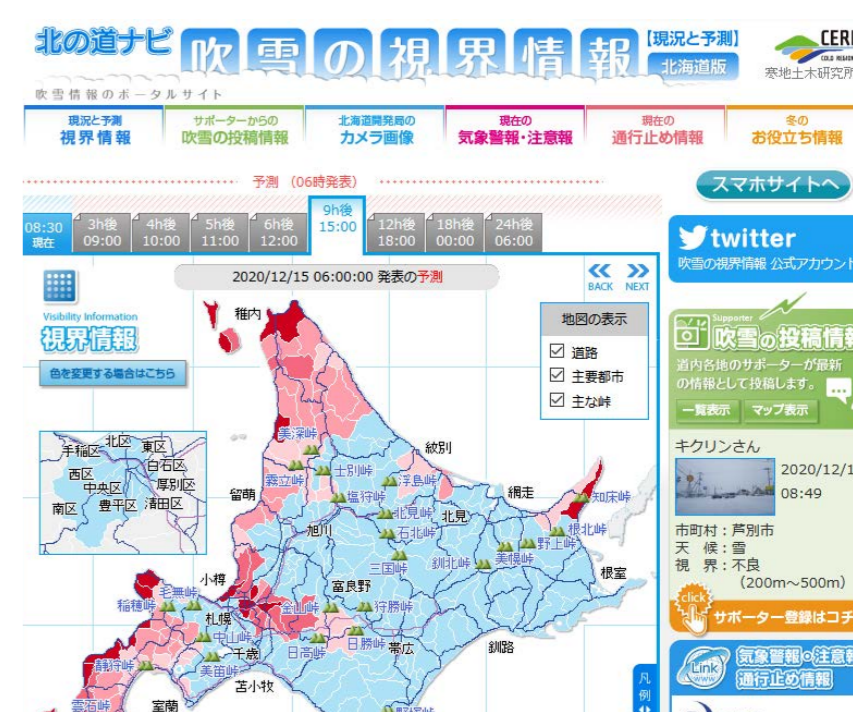 北の道ナビ 吹雪の視界情報 【現況と予測】
北海道版
寒地土木研究所
吹雪情報のポータルサイト
現況と予測
視界情報
サポーターからの
吹雪の投稿情報
北海道開発局の
カメラ画像
現在の
気象警報・注意報
現在の
通行止め情報
冬の
お役立ち情報
予測 (06時発表)
スマホサイトへ
08:30
現在
3h後
09:00
4h後
10:00
5h後
11:00
6h後
12:00
9h後
15:00
12h後
18:00
18h後
00:00
24h後
06:00
twitter
吹雪の視界情報 公式アカウント
2020/12/15 06:00:00 発表の予測
BACK NEXT
Visibility Information
視界情報
色を変更する場合はこちら
地図の表示
道路
主要都市
主な峠
Supporter
吹雪の投稿情報
道内各地のサポーターが最新
の情報として投稿します。
一覧表示 マップ表示
キクリンさん
2020/12/1
08:49
市町村:芦別市
天 候:雪
視 界:不良
(200m~500m)
click
サポーター登録はコチ
Link
WWW
気象警報・注意報
通行止め情報
手稲区
北区
東区
西区
白石区
中央区
厚別区
南区
豊平区
清田区
稚内
美深峠
紋別
士別峠
浮島峠
霧立峠
留萌
塩狩峠
網走
知床峠
北見峠
北見
旭川
石北峠
根北峠
野上峠
三国峠
釧北峠
美幌峠
小樽
毛無峠
富良野
根室
稲穂峠
金山峠
狩勝峠
札幌
中山峠
日勝峠
帯広
釧路
千歳
日高峠
静狩峠
美笛峠
苫小牧
雲石峠
室蘭
野塚峠
凡
例